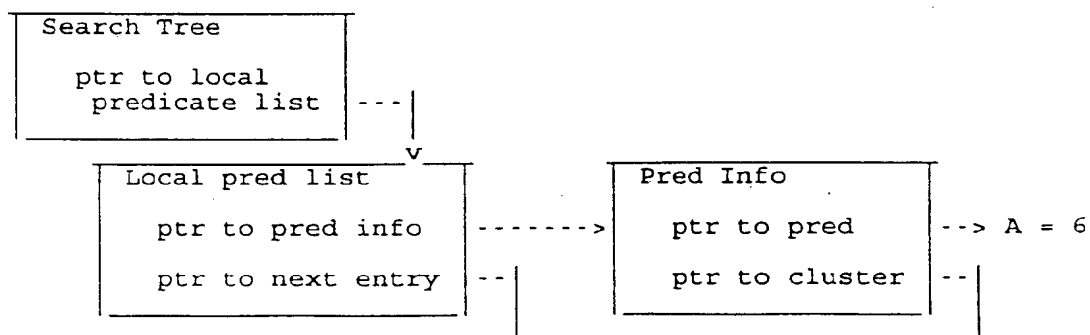 Search Tree
ptr to local
predicate list
v
Local pred list
Pred Info
ptr to pred info
ptr to pred
A = 6
ptr to next entry
ptr to cluster